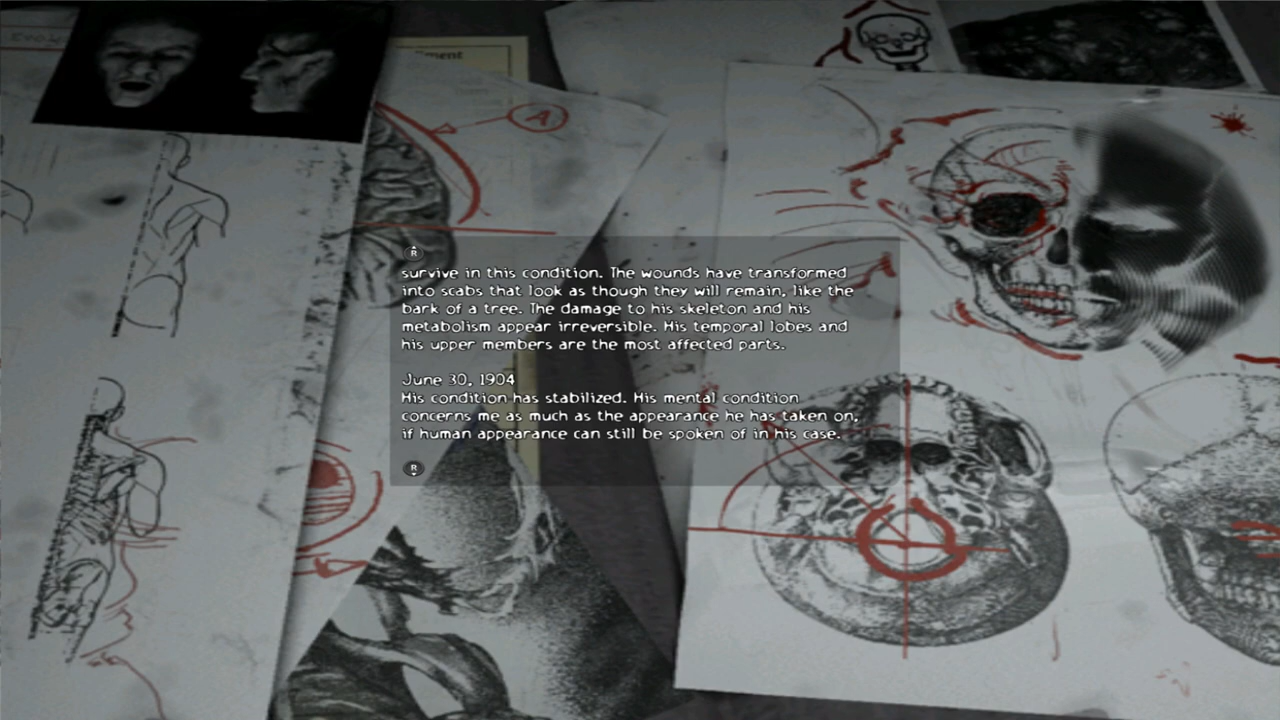 liment
A
R
survive in this condition. The wounds have transformed
into scabs that look as though they will remain, like the
bark of a tree. The damage to his skeleton and his
metabolism appear irreversible. His temporal lobes and
his upper members are the most affected parts.
June 30, 1904
His condition has stabilized. His mental condition
concerns me as much as the appearance he has taken on,
if human appearance can still be spoken of in his case.
R